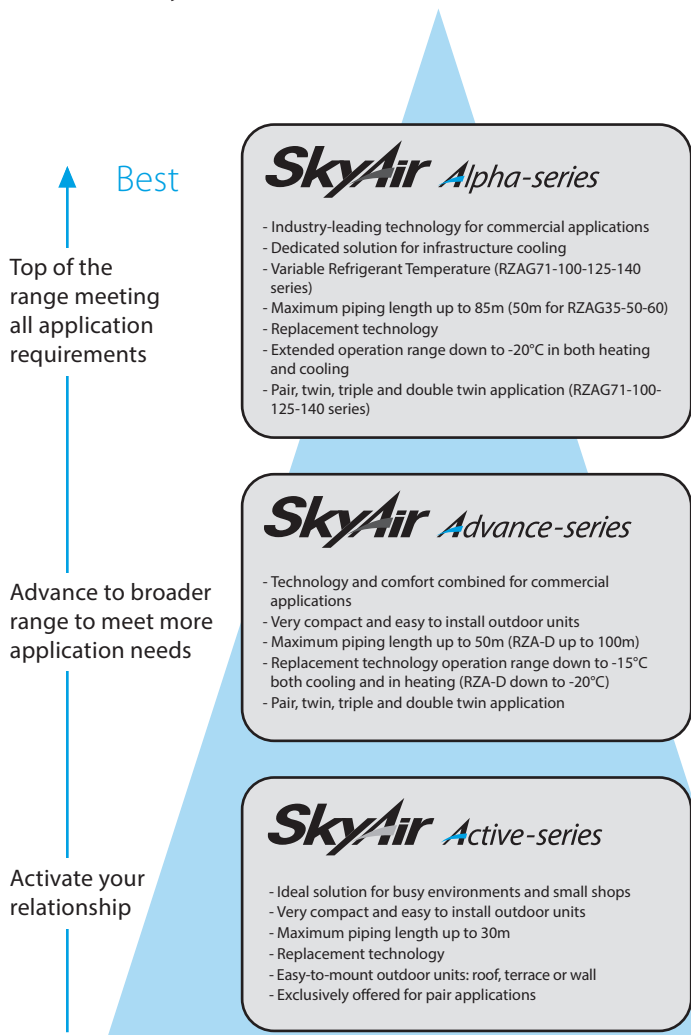 Best
SkyAir Alpha-series
- Industry-leading technology for commercial applications
- Dedicated solution for infrastructure cooling
- Variable Refrigerant Temperature (RZAG71-100-125-140
series)
- Maximum piping length up to 85m (50m for RZAG35-50-60)
- Replacement technology
- Extended operation range down to -20°C in both heating
and cooling
- Pair, twin, triple and double twin application (RZAG71-100-
125-140 series)
Top of the
range meeting
all application
requirements
SkyAir Advance-series
- Technology and comfort combined for commercial
applications
- Very compact and easy to install outdoor units
- Maximum piping length up to 50m (RZA-D up to 100m)
- Replacement technology operation range down to -15°C
both cooling and in heating (RZA-D down to -20°C)
- Pair, twin, triple and double twin application
Advance to broader
range to meet more
application needs
SkyAir Active-series
- Ideal solution for busy environments and small shops
- Very compact and easy to install outdoor units
- Maximum piping length up to 30m
- Replacement technology
- Easy-to-mount outdoor units: roof, terrace or wall
- Exclusively offered for pair applications
Activate your
relationship